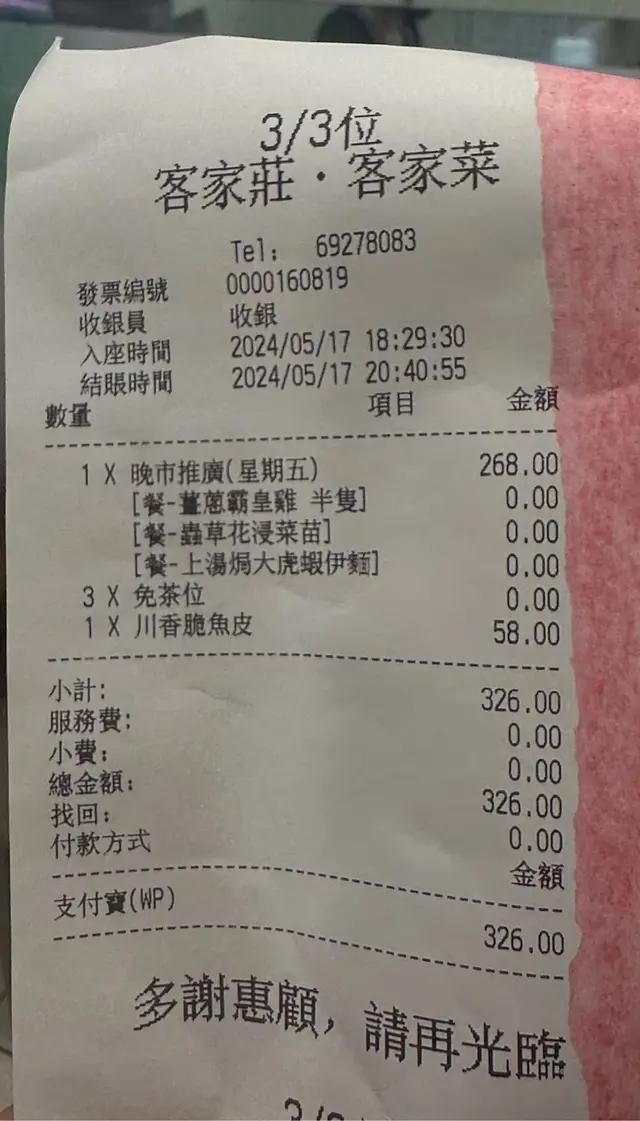 3/3位
客家莊·客家菜
Tel: 69278083
發票編號 0000160819
收銀員 收銀
入座時間 2024/05/17 18:29:30
結賬時間 2024/05/17 20:40:55
數量 項目 金額
1 X 晚市推廣(星期五) 268.00
[餐-薑蔥霸皇雞 半隻] 0.00
[餐-蟲草花浸菜苗] 0.00
[餐-上湯焗大虎蝦伊麵] 0.00
3 X 免茶位 0.00
1 X 川香脆魚皮 58.00
小計: 326.00
服務費: 0.00
小費: 0.00
總金額: 326.00
找回: 0.00
付款方式 金額
支付寶(WP) 326.00
多謝惠顧, 請再光臨